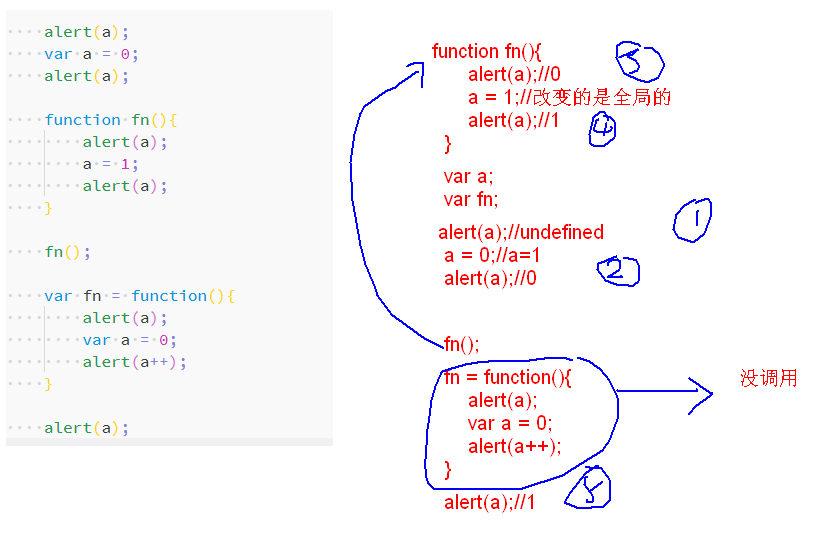 alert(a);
var a = 0;
alert(a);
function fn(){
alert(a);
a = 1;
alert(a);
}
fn();
var fn = function(){
alert(a);
var a = 0;
alert(a++);
}
alert(a);
function fn(){
alert(a);//0
3
a = 1;//改变的是全局的
alert(a);//1
4
}
var a;
var fn;
1
alert(a);//undefined
a = 0;//a=1
2
alert(a);//0
fn();
fn = function(){
没调用
alert(a);
var a = 0;
alert(a++);
}
5
alert(a);//1